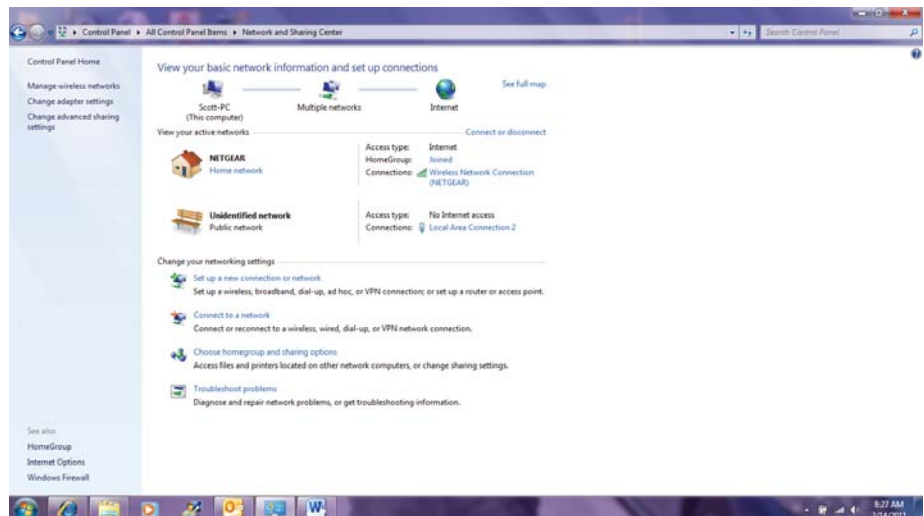 Control Panel ▸ All Control Panel Items ▸ Network and Sharing Center
Search Control Panel
Control Panel Home
Manage wireless networks
Change adapter settings
Change advanced sharing
settings
See also
HomeGroup
Internet Options
Windows Firewall
View your basic network information and set up connections
See full map
Scott-PC
(This computer)
Multiple networks
Internet
View your active networks
Connect or disconnect
NETGEAR
Home network
Access type: Internet
HomeGroup: Joined
Connections: Wireless Network Connection
(NETGEAR)
Unidentified network
Public network
Access type: No Internet access
Connections: Local Area Connection 2
Change your networking settings
Set up a new connection or network
Set up a wireless, broadband, dial-up, ad hoc, or VPN connection; or set up a router or access point.
Connect to a network
Connect or reconnect to a wireless, wired, dial-up, or VPN network connection.
Choose homegroup and sharing options
Access files and printers located on other network computers, or change sharing settings.
Troubleshoot problems
Diagnose and repair network problems, or get troubleshooting information.
8:27 AM
3/14/2011